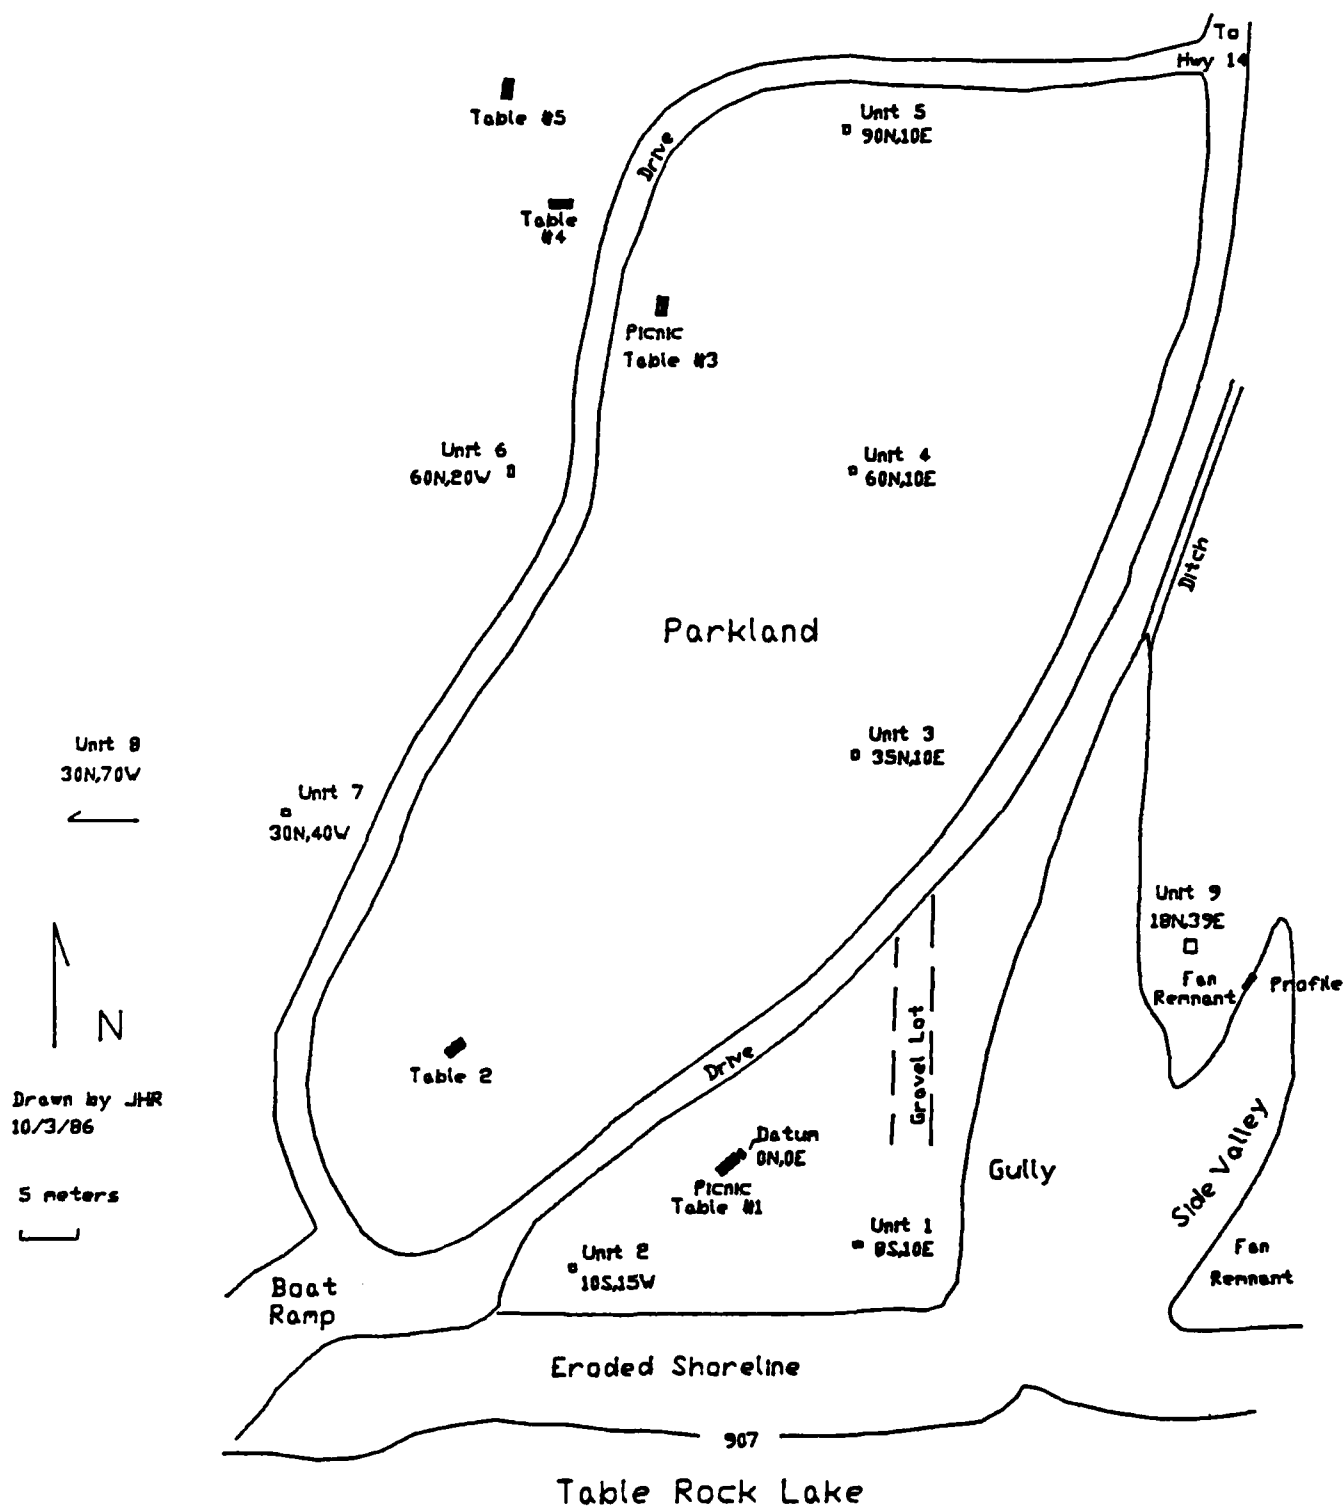 To
Hwy 14
Table #5
Unit 5
90N,10E
Drive
Table
#4
Picnic
Table #3
Unit 6
60N,20W
Unit 4
60N,10E
Ditch
Parkland
Unit 8
30N,70W
Unit 3
35N,10E
Unit 7
30N,40W
Unit 9
18N,39E
Fan
Remnant
Profile
N
Gravel Lot
Drive
Table 2
Drawn by JHR
10/3/86
Datum
0N,0E
Picnic
Table #1
Gully
Side Valley
5 meters
Unit 1
8S,10E
Unit 2
10S,15W
Fan
Remnant
Boat
Ramp
Eroded Shoreline
907
Table Rock Lake